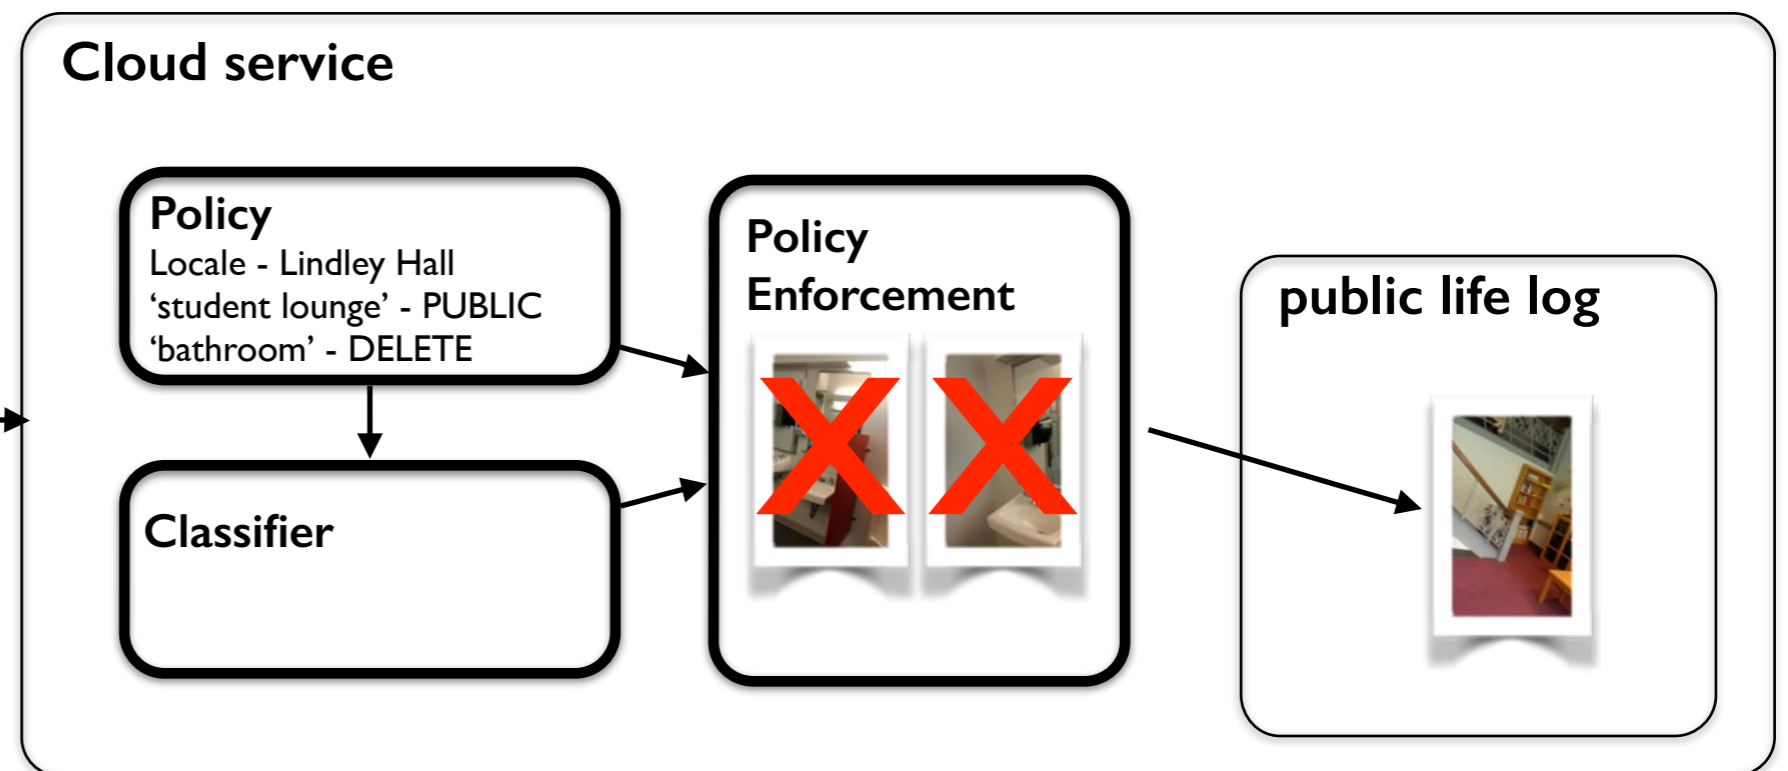 Cloud service
Policy
Locale - Lindley Hall
‘student lounge’ - PUBLIC
‘bathroom’ - DELETE
Classifier
Policy
Enforcement
X X
public life log